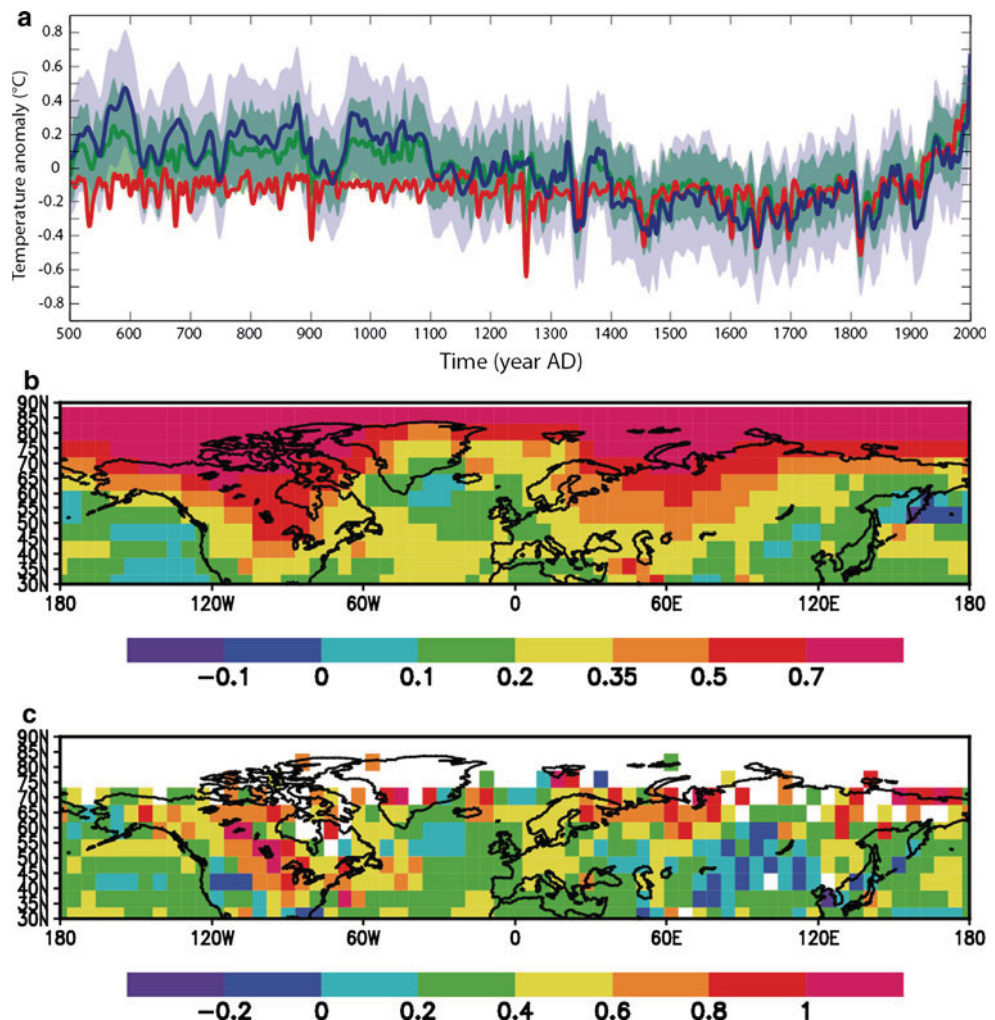 a
Temperature anomaly (°C)
0.8
0.6
0.4
0.2
0
-0.2
-0.4
-0.6
-0.8
500 600 700 800 900 1000 1100 1200 1300 1400 1500 1600 1700 1800 1900 2000
Time (year AD)
b
90N
85N
80N
75N
70N
65N
60N
55N
50N
45N
40N
35N
30N
180 120W 60W 0 60E 120E 180
-0.1 0 0.1 0.2 0.35 0.5 0.7
c
90N
85N
80N
75N
70N
65N
60N
55N
50N
45N
40N
35N
30N
180 120W 60W 0 60E 120E 180
-0.2 0 0.2 0.4 0.6 0.8 1